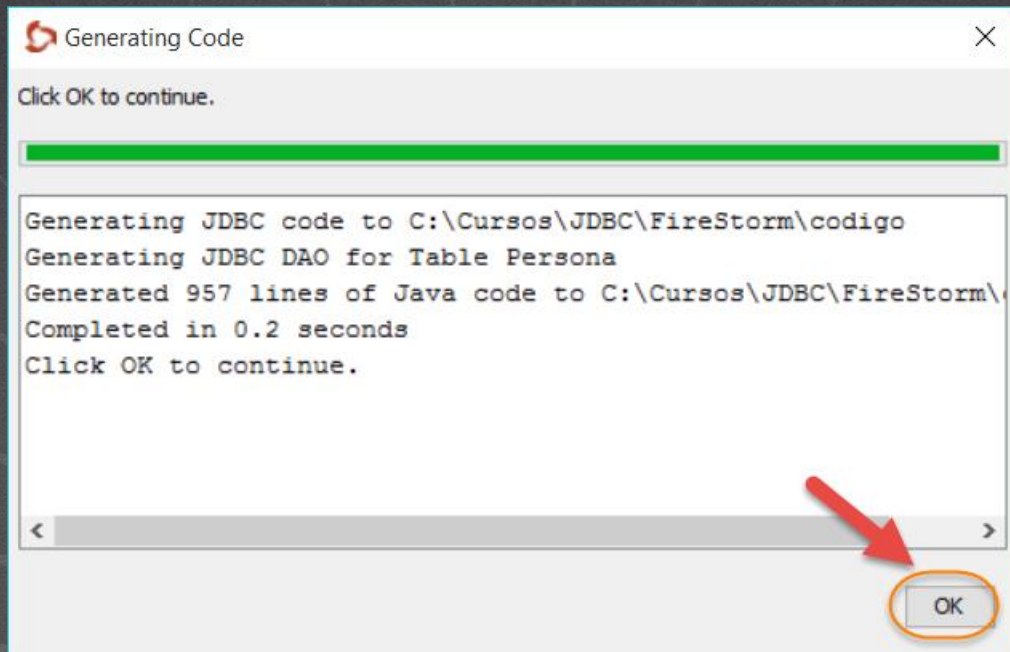 Generating Code
Click OK to continue.
Generating JDBC code to C:\Cursos\JDBC\FireStorm\codigo
Generating JDBC DAO for Table Persona
Generated 957 lines of Java code to C:\Cursos\JDBC\FireStorm\
Completed in 0.2 seconds
Click OK to continue.
OK